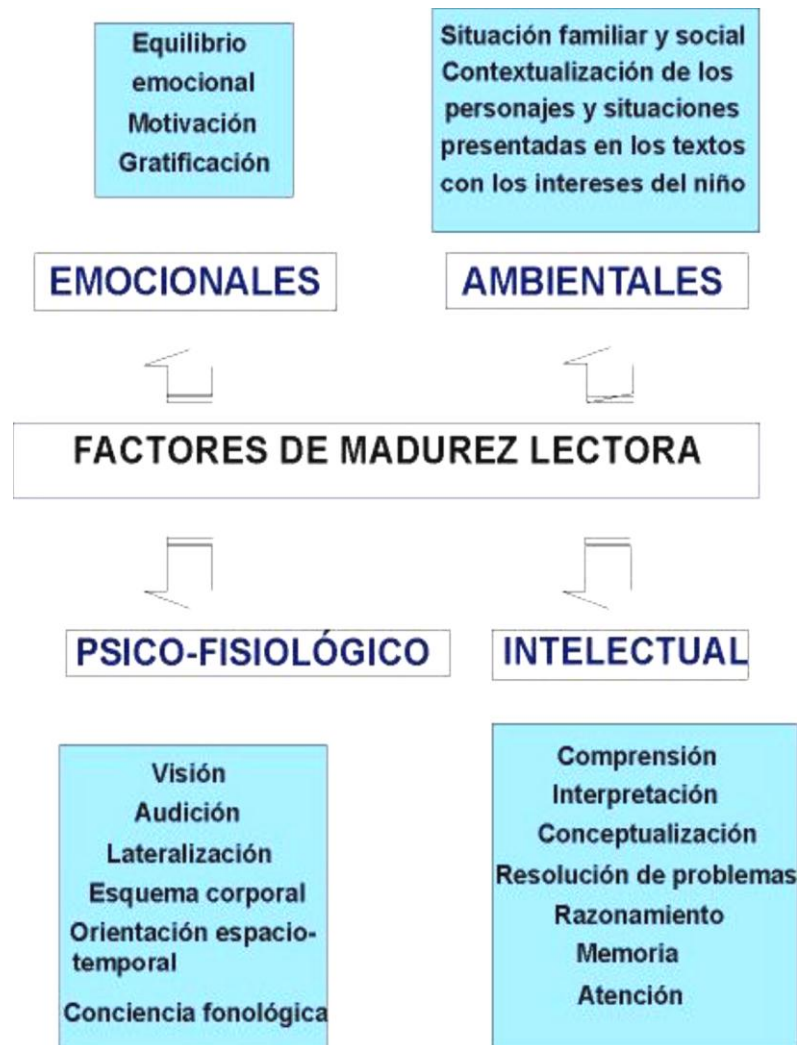 Equilibrio
emocional
Motivación
Gratificación
Situación familiar y social
Contextualización de los
personajes y situaciones
presentadas en los textos
con los intereses del niño
EMOCIONALES
AMBIENTALES
FACTORES DE MADUREZ LECTORA
PSICO-FISIOLÓGICO
INTELECTUAL
Visión
Audición
Lateralización
Esquema corporal
Orientación espacio-
temporal
Conciencia fonológica
Comprensión
Interpretación
Conceptualización
Resolución de problemas
Razonamiento
Memoria
Atención